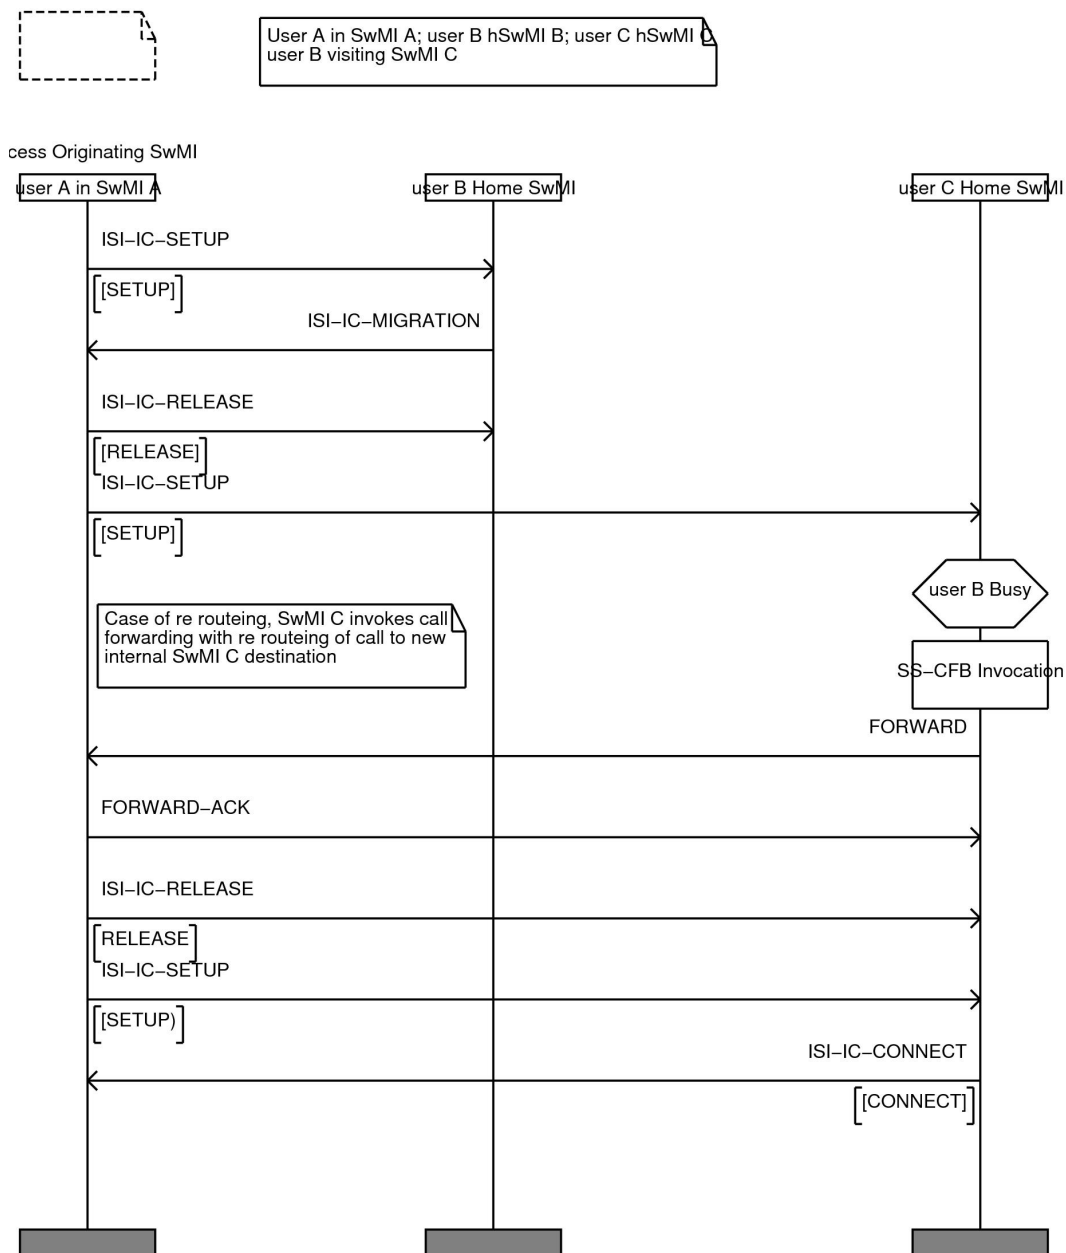 User A in SwMI A; user B hSwMI B; user C hSwMI C
user B visiting SwMI C
cess Originating SwMI
user A in SwMI A
user B Home SwMI
user C Home SwMI
ISI–IC–SETUP
[SETUP]
ISI–IC–MIGRATION
ISI–IC–RELEASE
[RELEASE]
ISI–IC–SETUP
[SETUP]
user B Busy
Case of re routeing, SwMI C invokes call
forwarding with re routeing of call to new
internal SwMI C destination
SS–CFB Invocation
FORWARD
FORWARD–ACK
ISI–IC–RELEASE
RELEASE
ISI–IC–SETUP
[SETUP)
ISI–IC–CONNECT
[CONNECT]